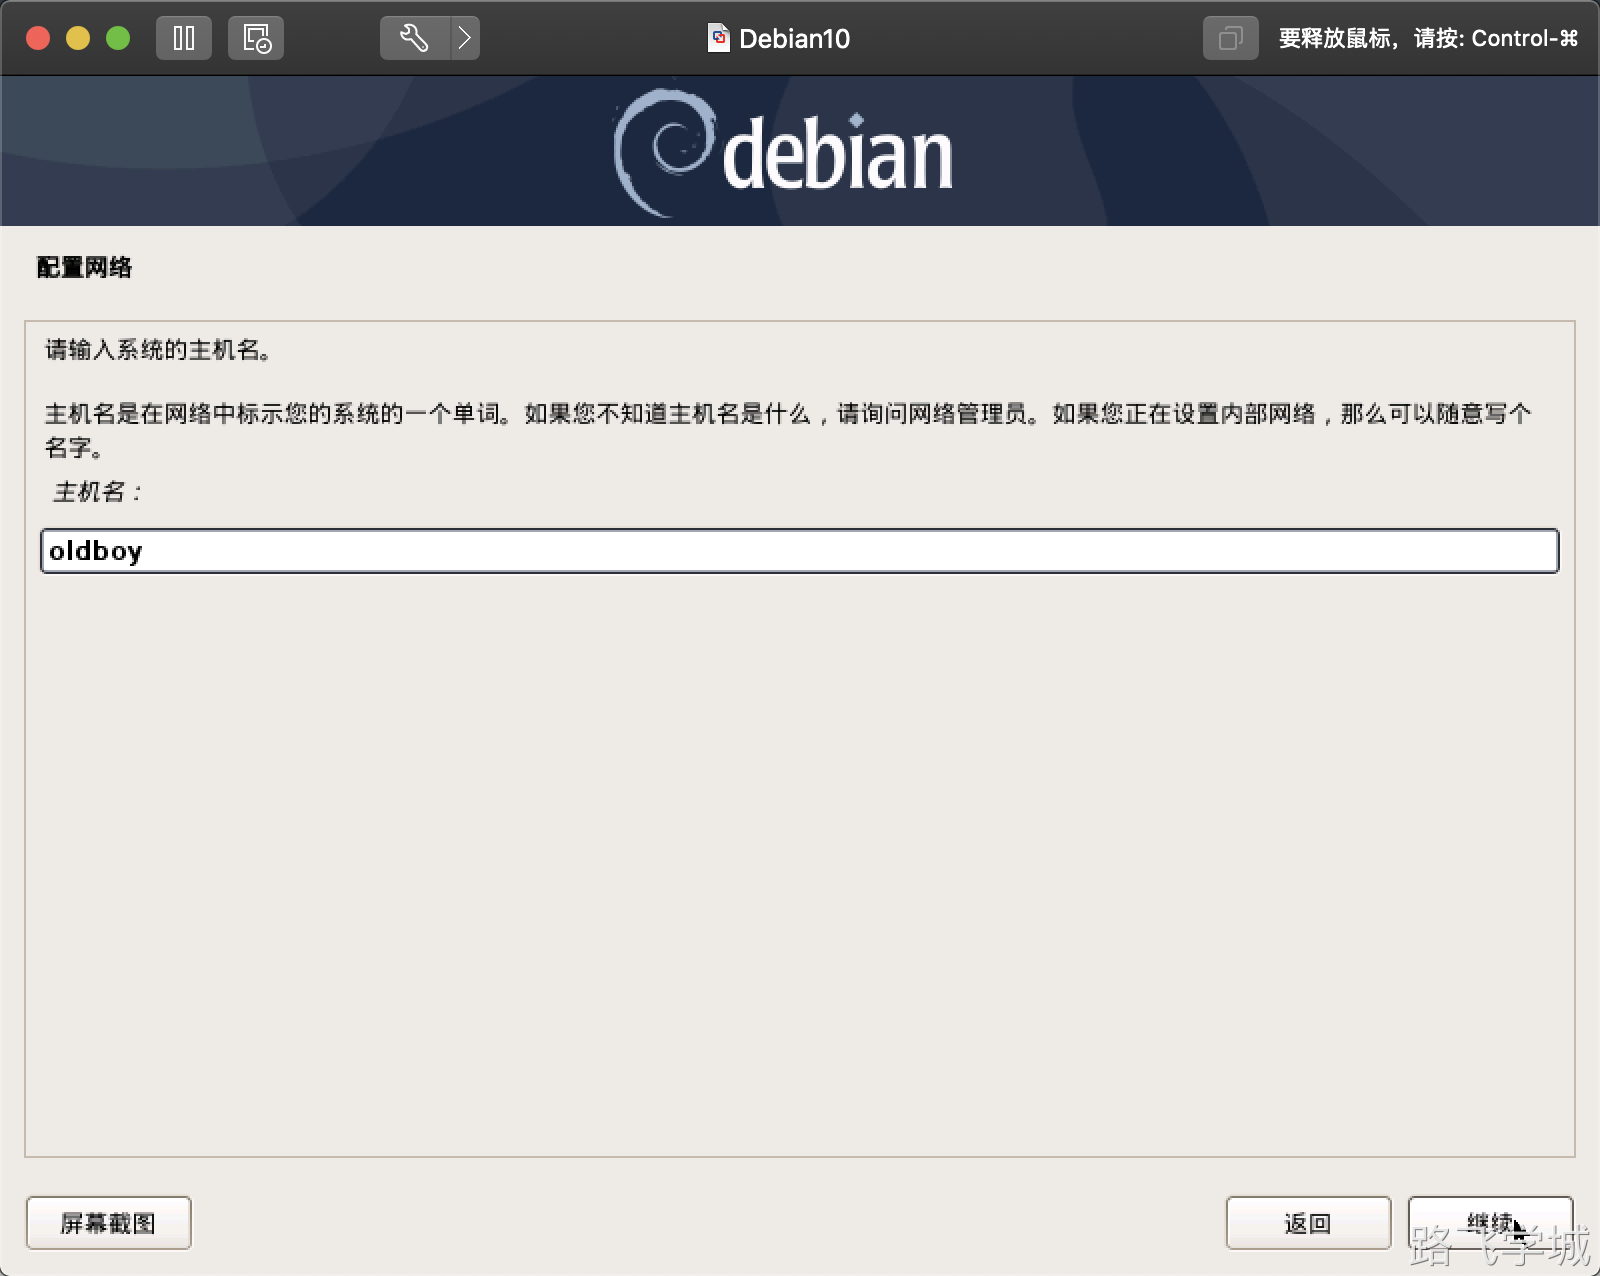 Debian10
要释放鼠标，请按: Control-⌘
debian
配置网络
请输入系统的主机名。
主机名是在网络中标示您的系统的一个单词。如果您不知道主机名是什么，请询问网络管理员。如果您正在设置内部网络，那么可以随意写个
名字。
主机名：
oldboy
屏幕截图
返回
继续
路飞学城